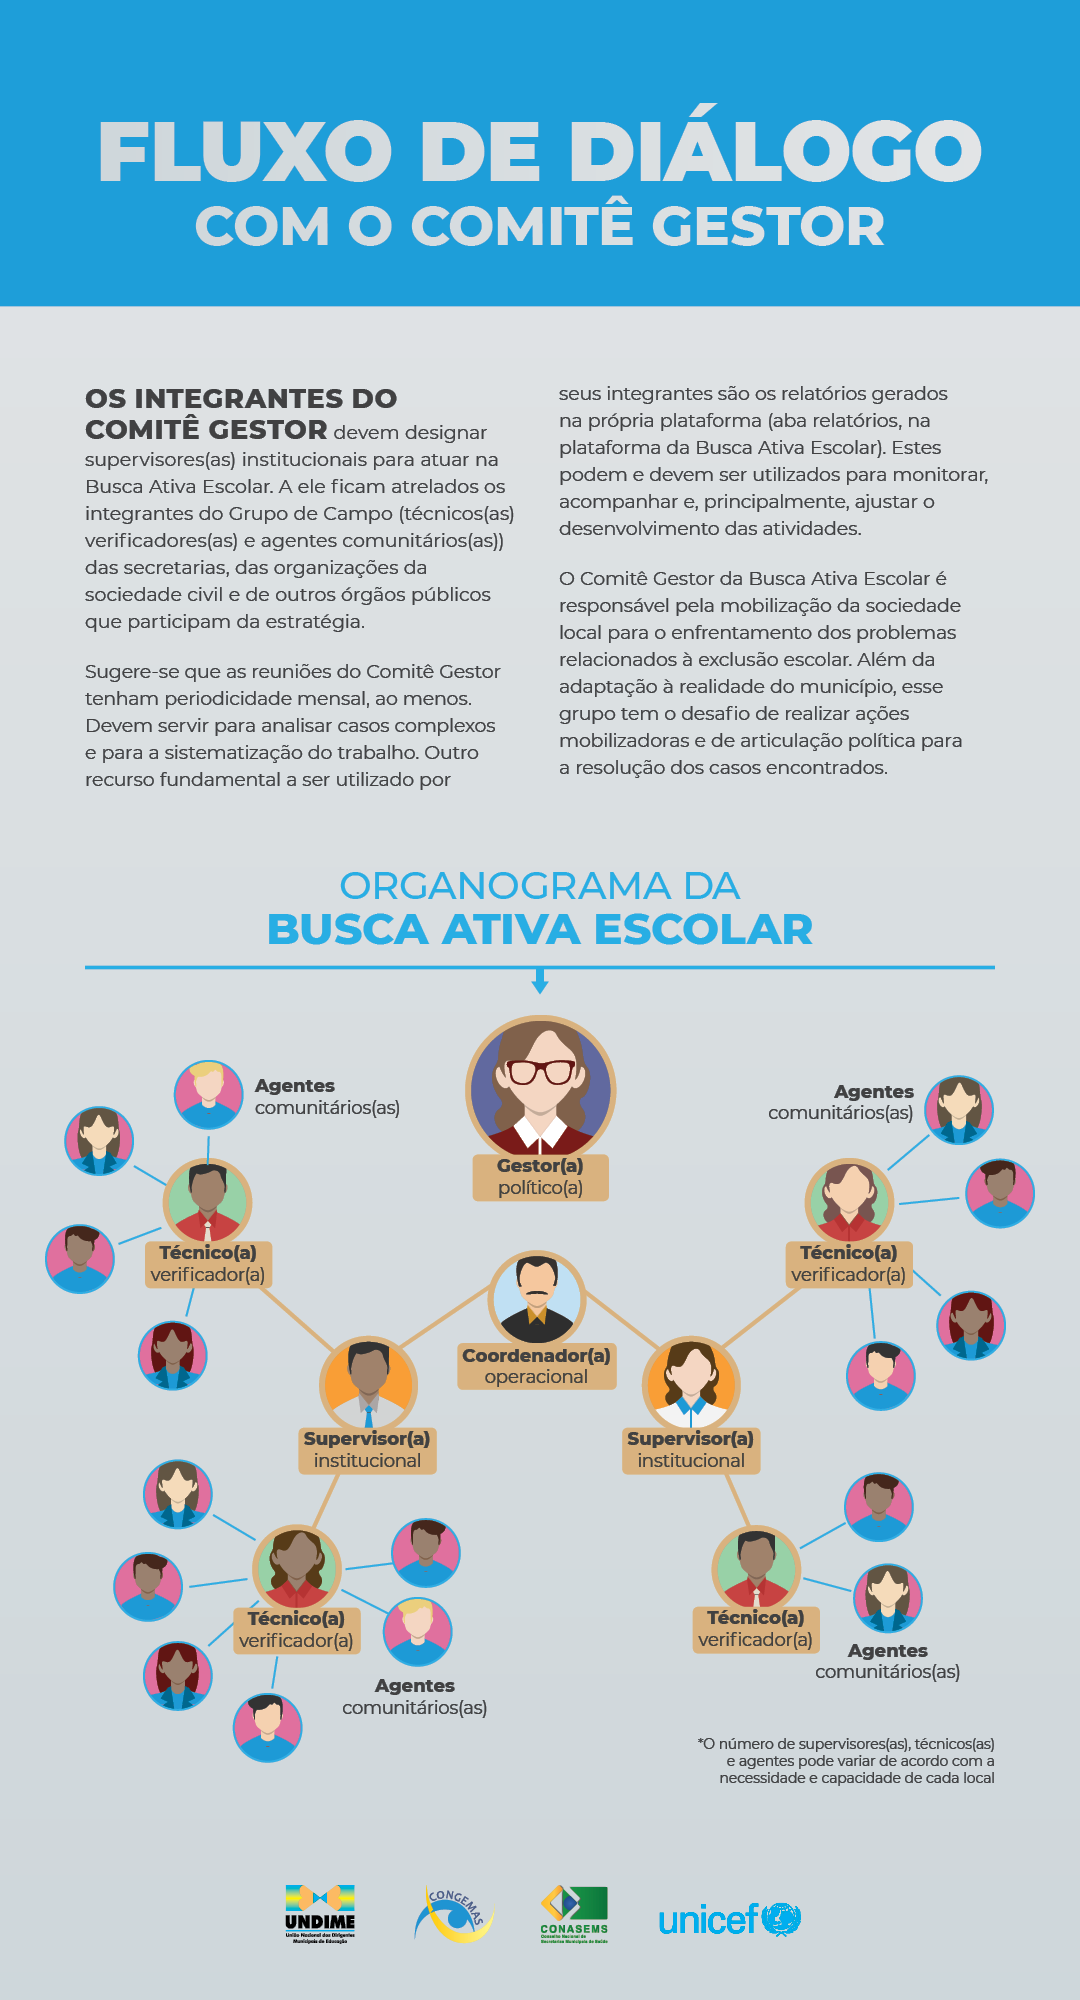 FLUXO DE DIÁLOGO
COM O COMITÊ GESTOR
OS INTEGRANTES DO
COMITÊ GESTOR devem designar
supervisores(as) institucionais para atuar na
Busca Ativa Escolar. A ele ficam atrelados os
integrantes do Grupo de Campo (técnicos(as)
verificadores(as) e agentes comunitários(as))
das secretarias, das organizações da
sociedade civil e de outros órgãos públicos
que participam da estratégia.
Sugere-se que as reuniões do Comitê Gestor
tenham periodicidade mensal, ao menos.
Devem servir para analisar casos complexos
e para a sistematização do trabalho. Outro
recurso fundamental a ser utilizado por
seus integrantes são os relatórios gerados
na própria plataforma (aba relatórios, na
plataforma da Busca Ativa Escolar). Estes
podem e devem ser utilizados para monitorar,
acompanhar e, principalmente, ajustar o
desenvolvimento das atividades.
O Comitê Gestor da Busca Ativa Escolar é
responsável pela mobilização da sociedade
local para o enfrentamento dos problemas
relacionados à exclusão escolar. Além da
adaptação à realidade do município, esse
grupo tem o desafio de realizar ações
mobilizadoras e de articulação política para
a resolução dos casos encontrados.
ORGANOGRAMA DA
BUSCA ATIVA ESCOLAR
Agentes
comunitários(as)
Agentes
comunitários(as)
Gestor(a)
político(a)
Técnico(a)
verificador(a)
Técnico(a)
verificador(a)
Coordenador(a)
operacional
Supervisor(a)
institucional
Supervisor(a)
institucional
Técnico(a)
verificador(a)
Técnico(a)
verificador(a)
Agentes
comunitários(as)
Agentes
comunitários(as)
*O número de supervisores(as), técnicos(as)
e agentes pode variar de acordo com a
necessidade e capacidade de cada local
UNDIME
União Nacional dos Dirigentes
Municipais de Educação
CONGEMAS
CONASEMS
Conselho Nacional de
Secretarias Municipais de Saúde
unicef